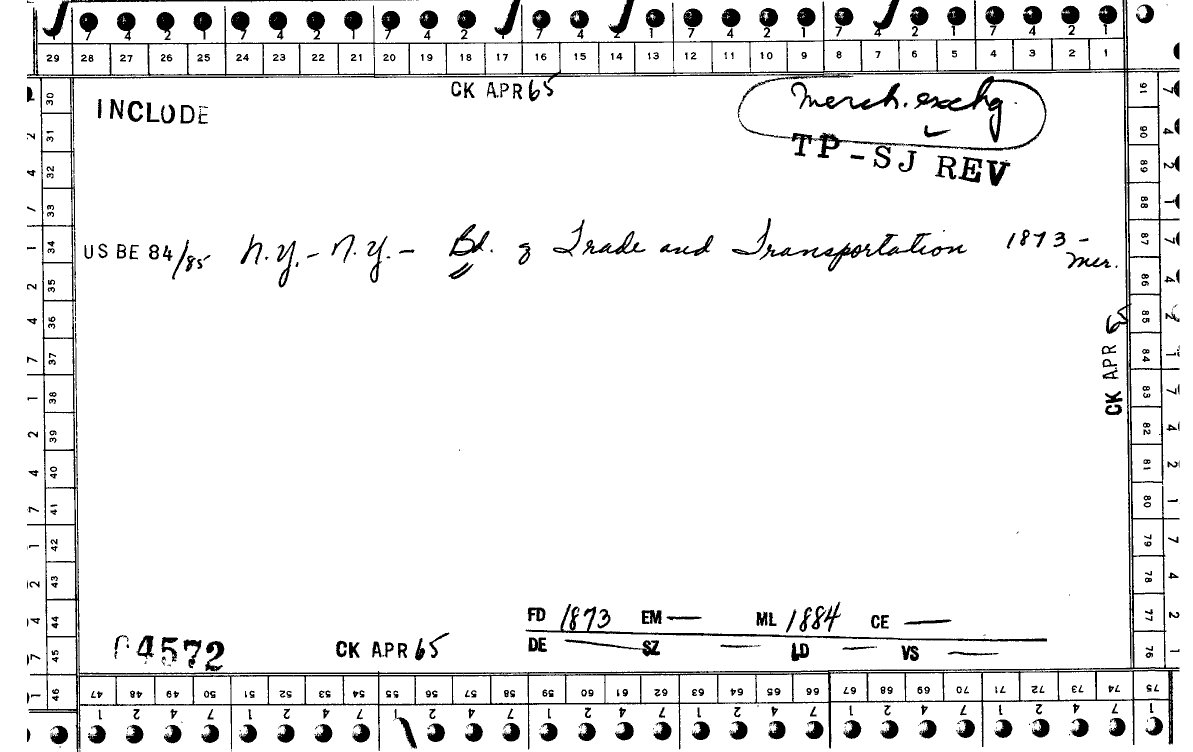 7 4 2 1 7 4 2 1 7 4 2 7 4 2 1 7 4 2 1 7 4 2 1 7 4 2 1
29 28 27 26 25 24 23 22 21 20 19 18 17 16 15 14 13 12 11 10 9 8 7 6 5 4 3 2 1
CK APR 65
INCLUDE
Merch. exchg.
TP-SJ REV
US BE 84/85 N.Y. - N.Y. - Bd. of Trade and Transportation 1873 -
Mer.
CK APR 65
FD 1873 EM — ML 1884 CE —
DE — SZ — LD — VS —
04572 CK APR 65
30 31 32 33 34 35 36 37 38 39 40 41 42 43 44 45 46
47 48 49 50 51 52 53 54 55 56 57 58 59 60 61 62 63 64 65 66 67 68 69 70 71 72 73 74 75
1 2 4 7 1 2 4 7 1 2 4 7 1 2 4 7 1 2 4 7 1 2 4 7 1 2 4 7 1
91 90 89 88 87 86 85 84 83 82 81 80 79 78 77 76